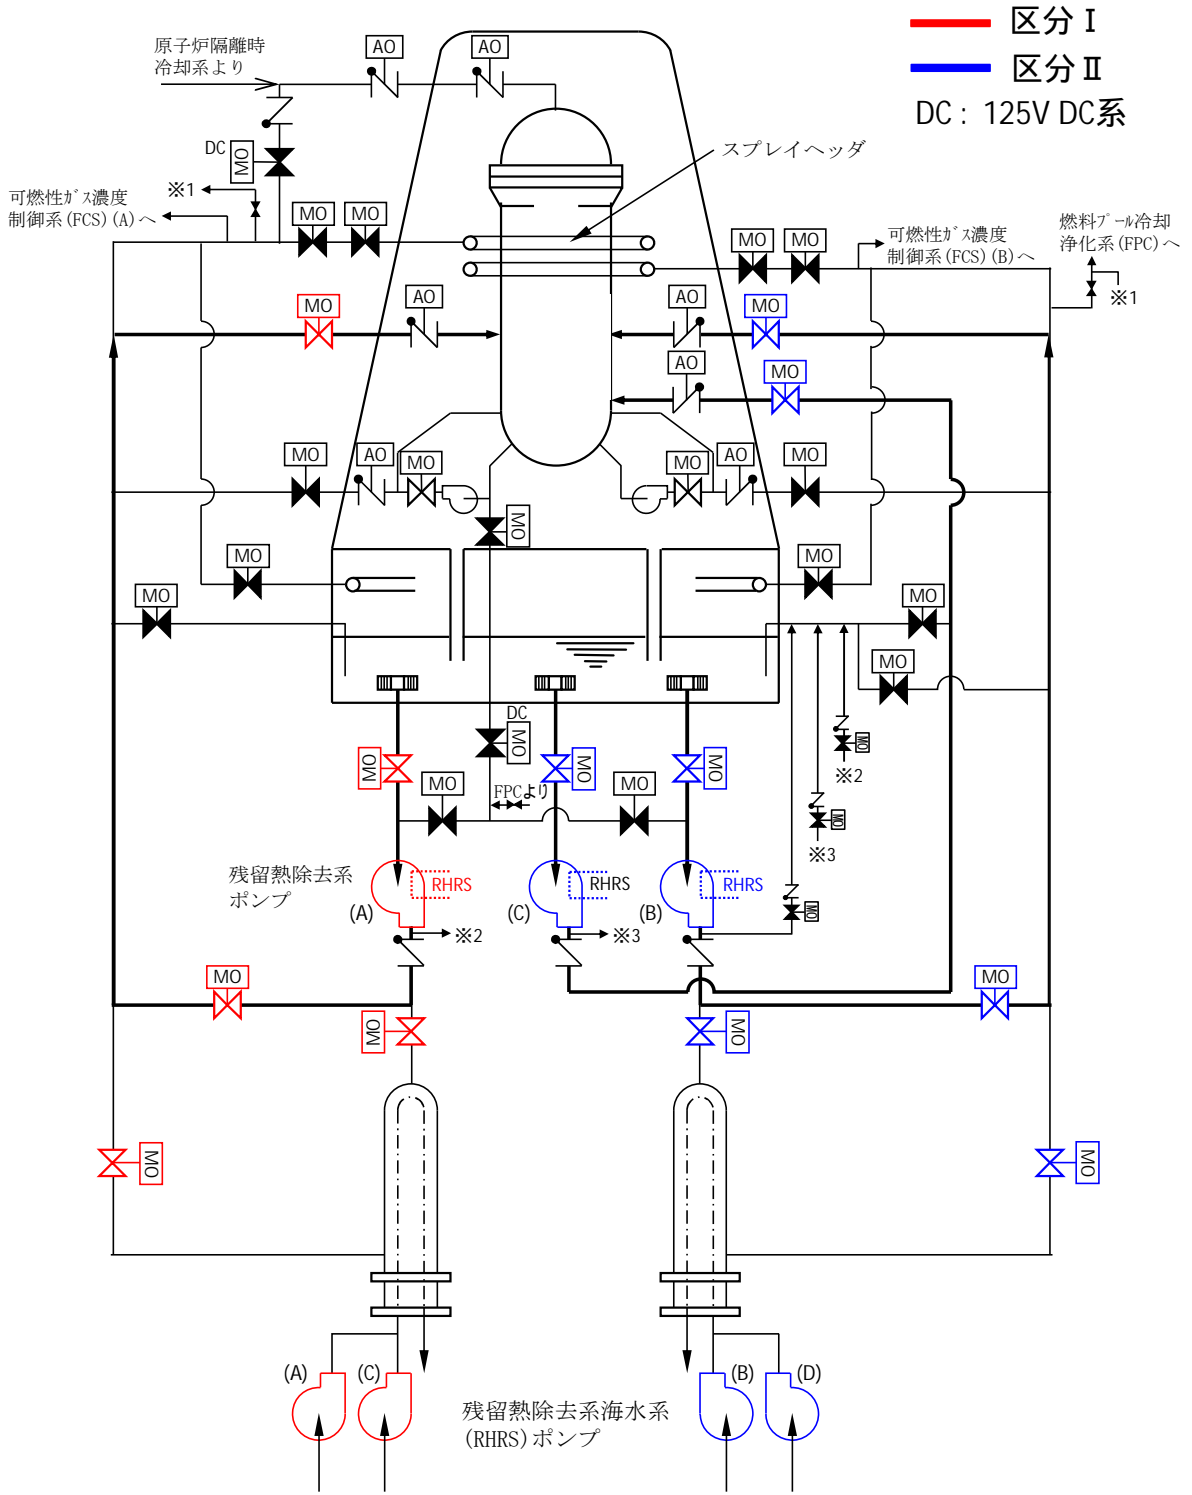 区分Ⅰ
区分Ⅱ
DC : 125V DC系
原子炉隔離時
冷却系より
AO
AO
DC
MO
スプレイヘッダ
※1
可燃性ガス濃度
制御系(FCS)(A)へ
MO
MO
MO
MO
可燃性ガス濃度
制御系(FCS)(B)へ
燃料プール冷却
浄化系(FPC)へ
※1
MO
AO
AO
MO
AO
MO
MO
AO
MO
MO
AO
MO
MO
MO
MO
MO
MO
MO
DC
MO
MO
MO
MO
MO
※2
FPCより
MO
MO
MO
※3
残留熱除去系
ポンプ
RHRS
RHRS
RHRS
(A)
(C)
(B)
MO
※2
※3
MO
MO
MO
MO
MO
MO
(A)
(C)
(B)
(D)
残留熱除去系海水系
(RHRS)ポンプ